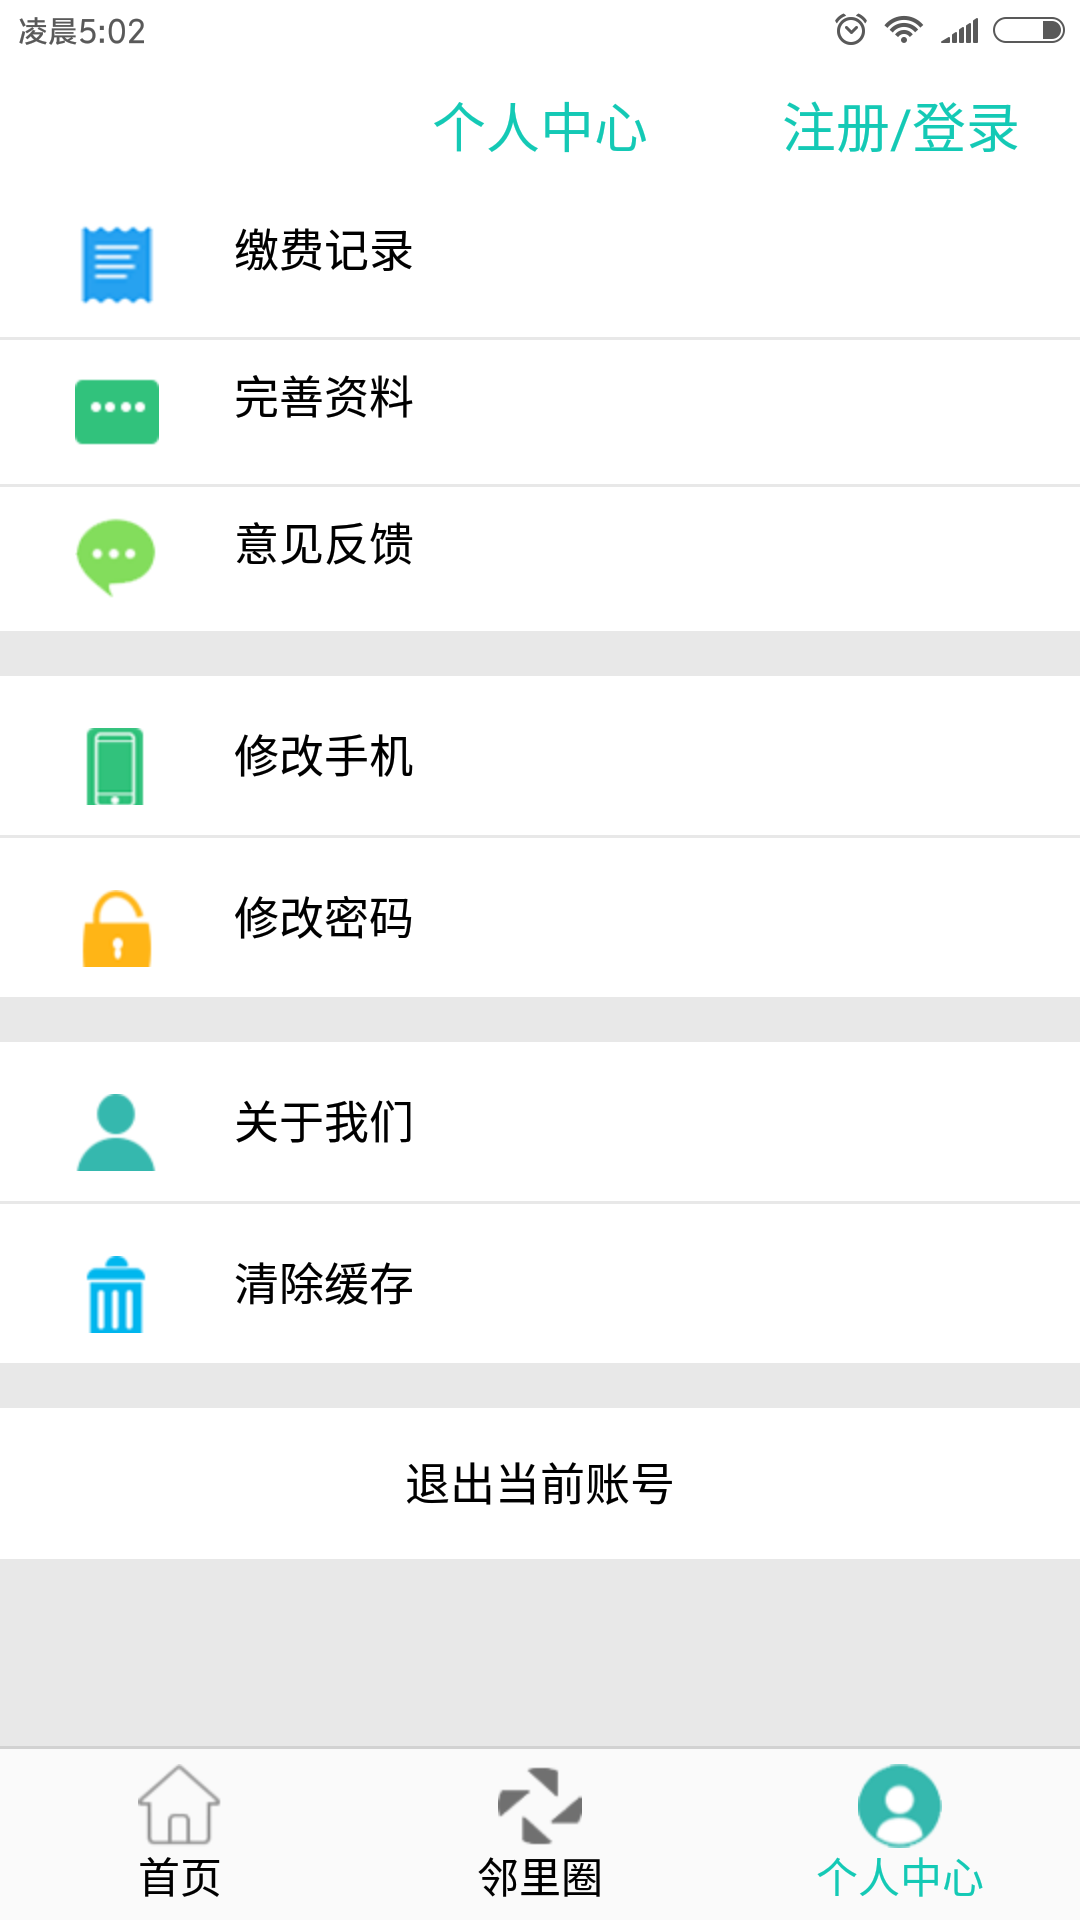 凌晨5:02
个人中心 注册/登录
缴费记录
完善资料
意见反馈
修改手机
修改密码
关于我们
清除缓存
退出当前账号
首页 邻里圈 个人中心